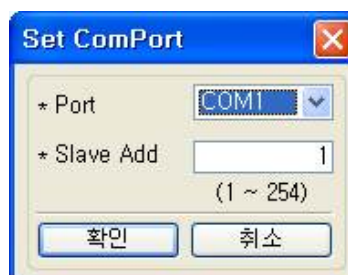 Set ComPort
* Port COM1
* Slave Add 1
(1 ~ 254)
확인 취소